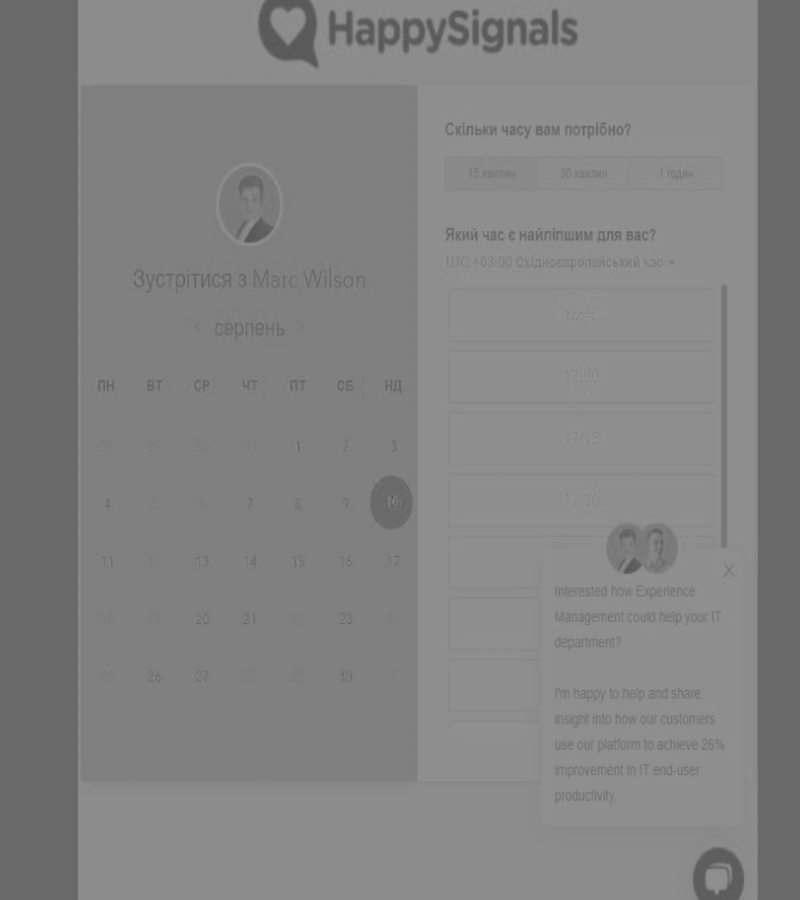 HappySignals
Зустрітися з Marc Wilson
серпень
ПН ВТ СР ЧТ ПТ СБ НД
28 29 30 31 1 2 3
4 5 6 7 8 9 10
11 12 13 14 15 16 17
18 19 20 21 22 23 24
25 26 27 28 29 30
Скільки часу вам потрібно?
15 хвилин 30 хвилин 1 годин
Який час є найліпшим для вас?
UTC +03:00 Східноєвропейський час
16:45
17:00
17:15
17:30
Interested how Experience
Management could help your IT
department?
I'm happy to help and share
insight into how our customers
use our platform to achieve 26%
improvement in IT end-user
productivity.